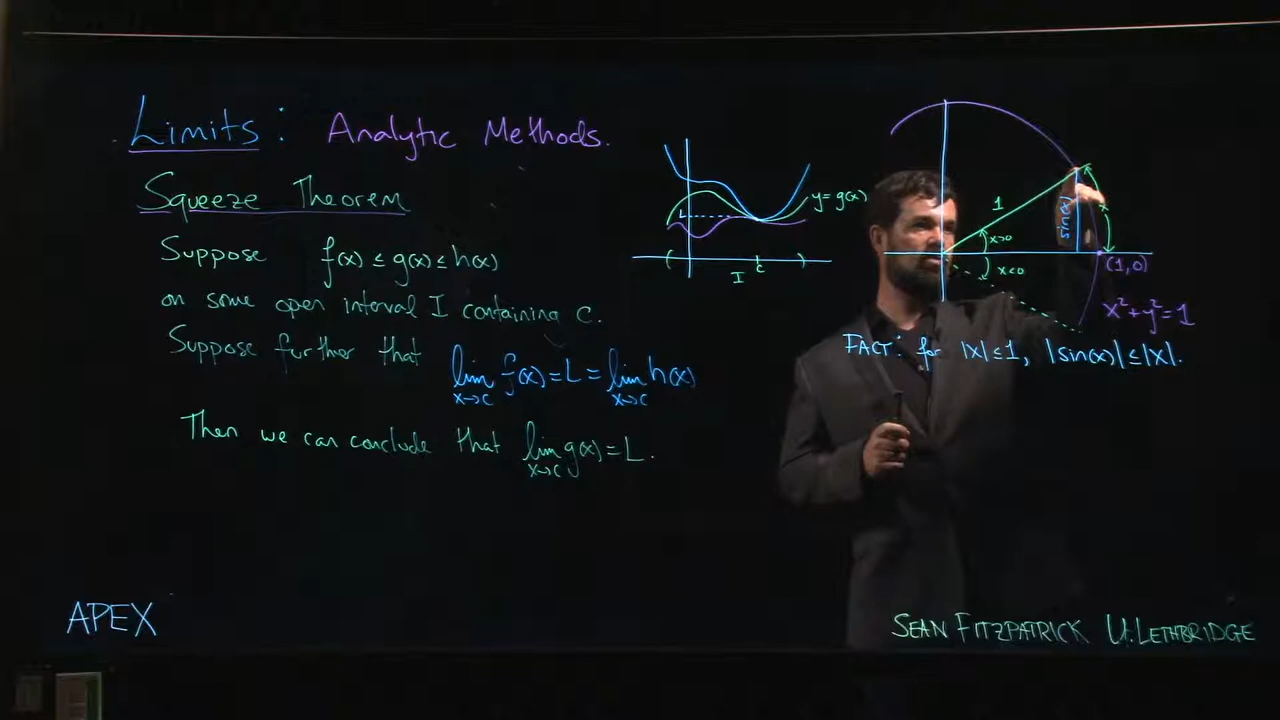 Limits: Analytic Methods.
Squeeze Theorem
Suppose f(x) ≤ g(x) ≤ h(x)
on some open interval I containing c.
Suppose further that lim x→c f(x) = L = lim x→c h(x)
Then we can conclude that lim x→c g(x) = L.
y = g(x)
L
c
I
1
sin(x)
x>0
x<0
(1,0)
x²+y²=1
FACT: for |x| ≤ 1, |sin(x)| ≤ |x|.
APEX
SEAN FITZPATRICK U. LETHBRIDGE